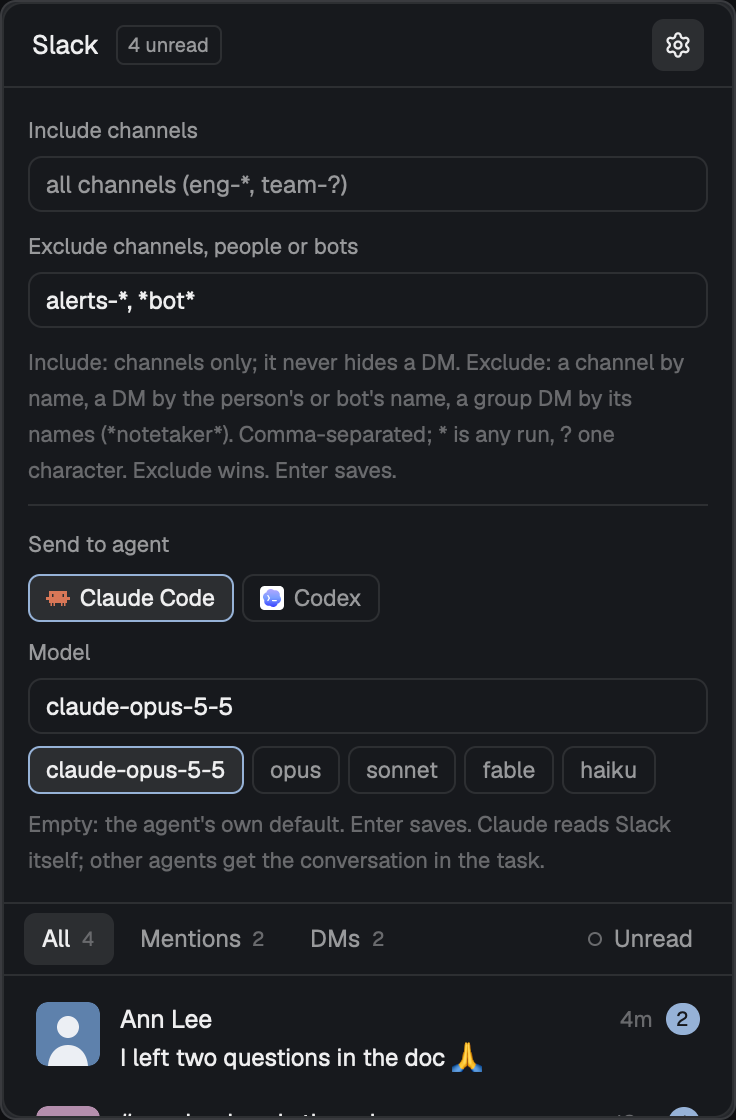 Slack
4 unread
Include channels
all channels (eng-*, team-?)
Exclude channels, people or bots
alerts-*, *bot*
Include: channels only; it never hides a DM. Exclude: a channel by
name, a DM by the person's or bot's name, a group DM by its
names (*notetaker*). Comma-separated; * is any run, ? one
character. Exclude wins. Enter saves.
Send to agent
Claude Code
Codex
Model
claude-opus-5-5
claude-opus-5-5 opus sonnet fable haiku
Empty: the agent's own default. Enter saves. Claude reads Slack
itself; other agents get the conversation in the task.
All 4 Mentions 2 DMs 2 Unread
Ann Lee 4m 2
I left two questions in the doc 🙏